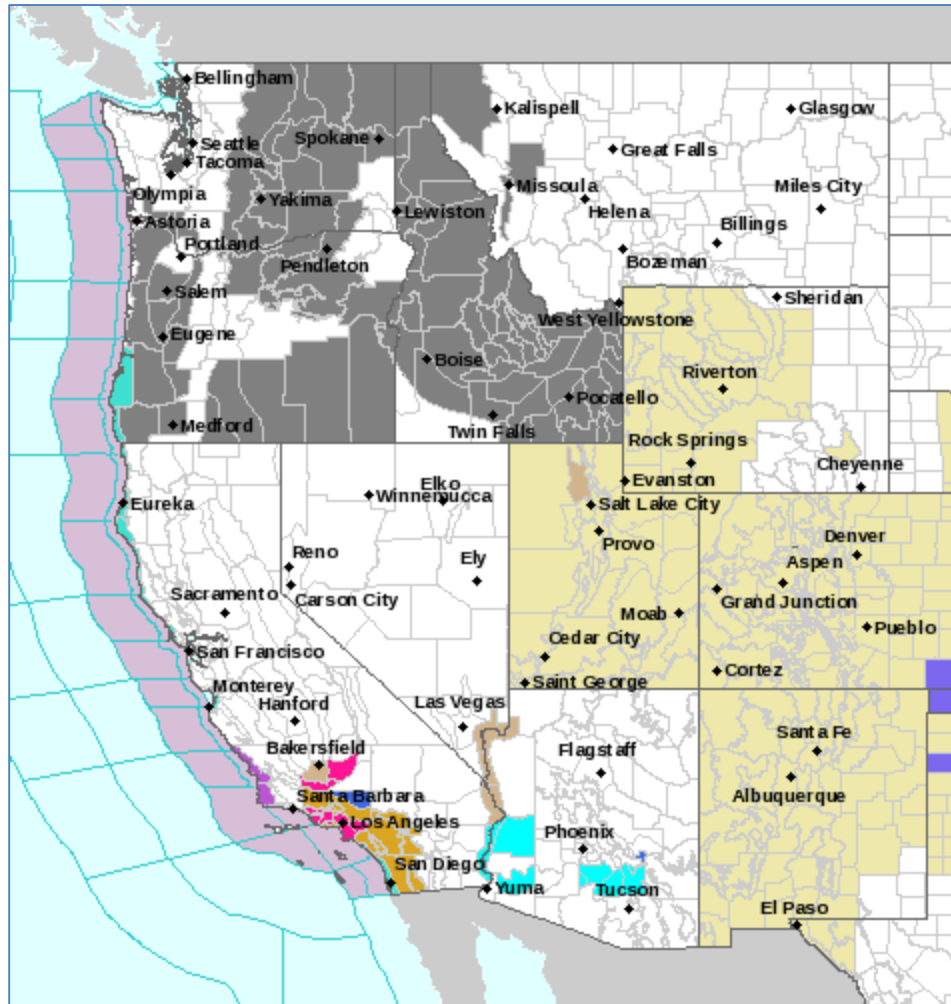 Bellingham
Kalispell
Glasgow
Spokane
Seattle
Great Falls
Tacoma
Missoula
Miles City
Olympia
Yakima
Lewiston
Helena
Astoria
Billings
Portland
Pendleton
Bozeman
Salem
Sheridan
West Yellowstone
Eugene
Boise
Riverton
Pocatello
Medford
Twin Falls
Rock Springs
Cheyenne
Elko
Evanston
Winnemucca
Eureka
Salt Lake City
Provo
Denver
Reno
Ely
Aspen
Sacramento
Carson City
Grand Junction
Moab
Pueblo
Cedar City
San Francisco
Cortez
Saint George
Monterey
Hanford
Las Vegas
Santa Fe
Bakersfield
Flagstaff
Albuquerque
Santa Barbara
Los Angeles
Phoenix
San Diego
Yuma
Tucson
El Paso